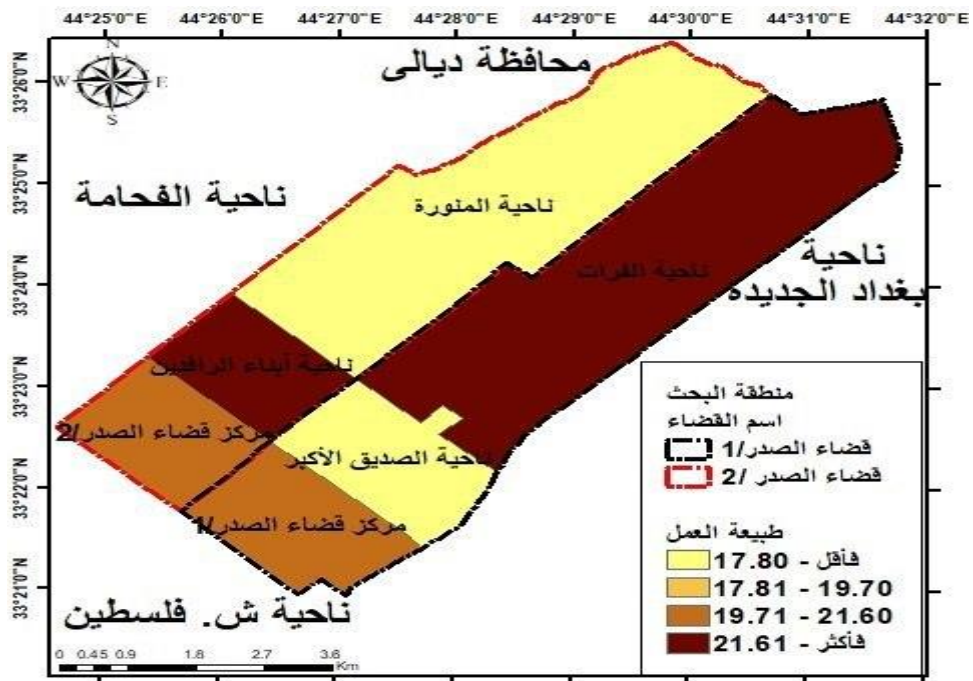 44°25'0"E 44°26'0"E 44°27'0"E 44°28'0"E 44°29'0"E 44°30'0"E 44°31'0"E 44°32'0"E
N
W E
S
33°26'0"N
33°25'0"N
33°24'0"N
33°23'0"N
33°22'0"N
33°21'0"N
محافظة ديالى
ناحية الفحامة
ناحية المنورة
ناحية الفرات
ناحية
بغداد الجديده
ناحية أبناء الرافدين
مركز قضاء الصدر/2
ناحية الصديق الأكبر
مركز قضاء الصدر/1
ناحية ش. فلسطين
منطقة البحث
اسم القضاء
قضاء الصدر/1
قضاء الصدر /2
طبيعة العمل
فأقل - 17.80
17.81 - 19.70
19.71 - 21.60
فأكثر - 21.61
0 0.45 0.9 1.8 2.7 3.6
Km